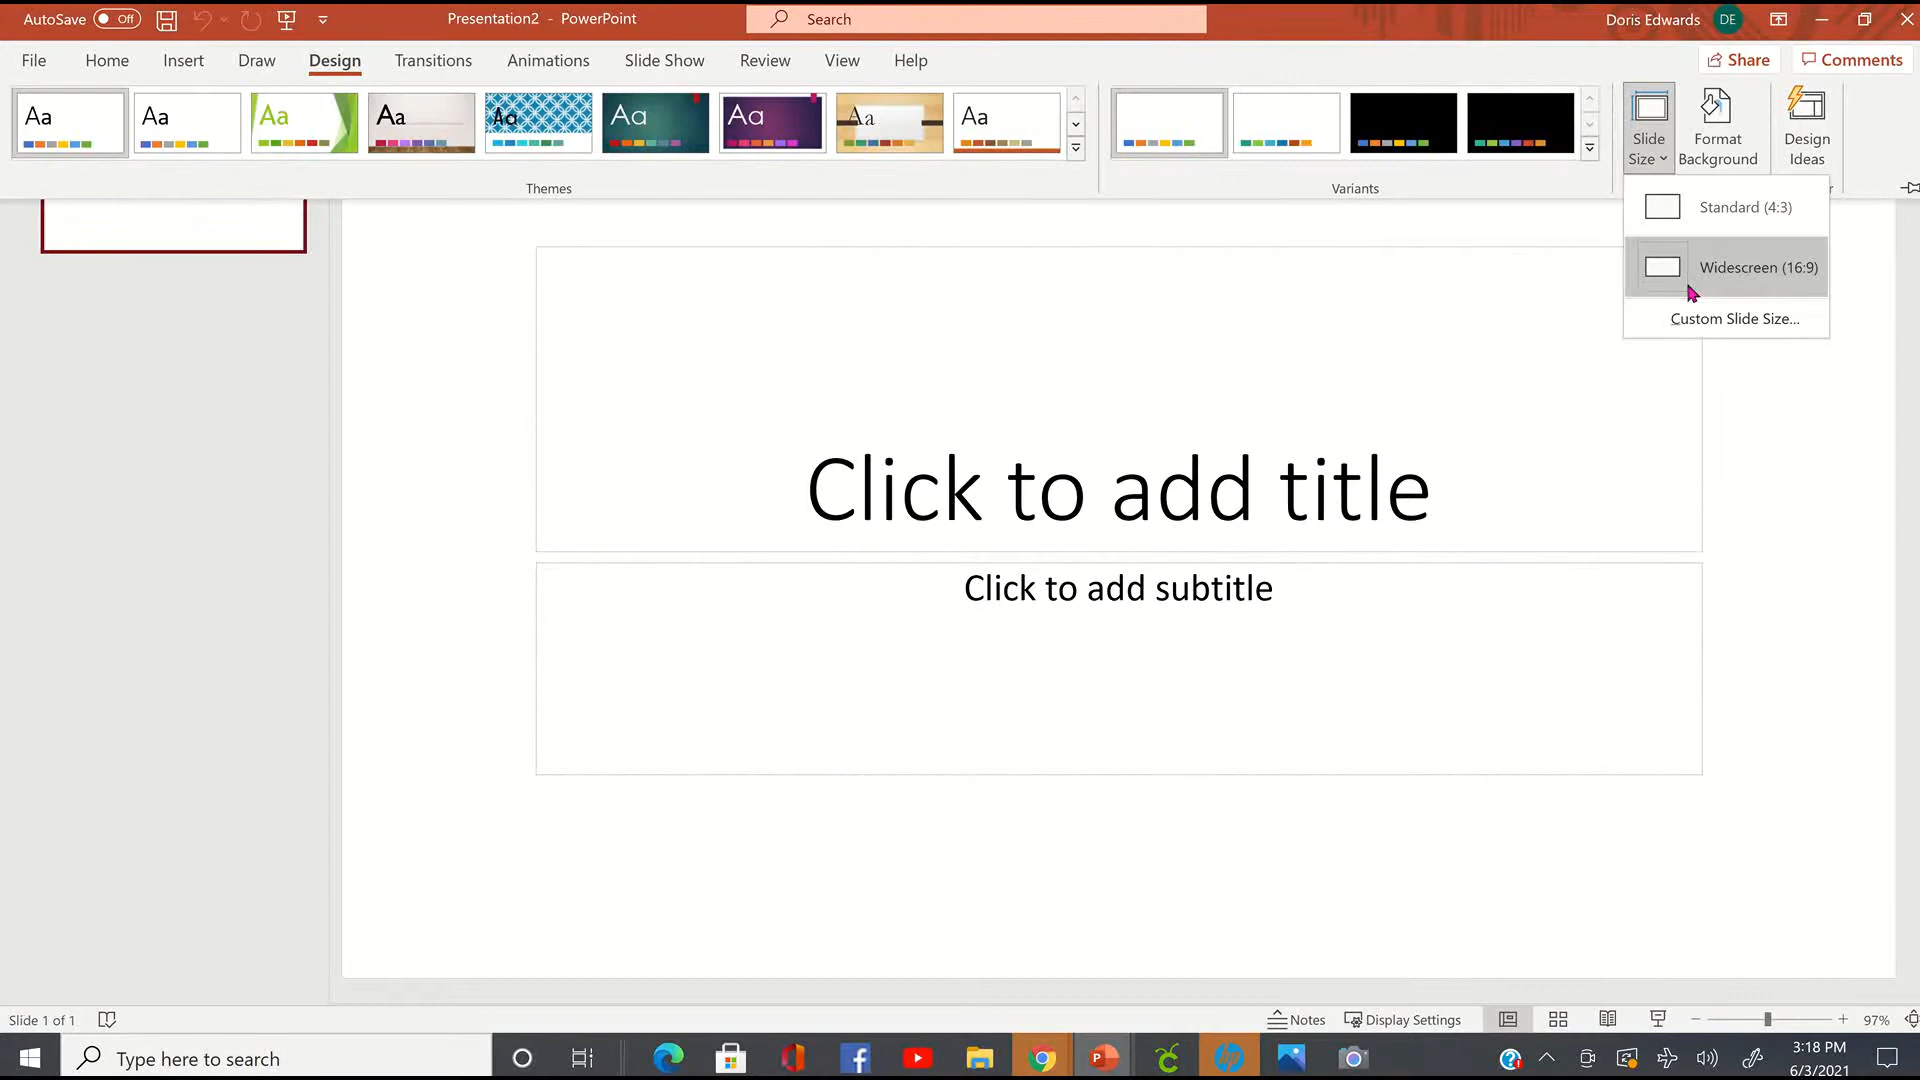 AutoSave Off Presentation2 - PowerPoint Search Doris Edwards DE
File Home Insert Draw Design Transitions Animations Slide Show Review View Help Share Comments
Aa Aa Aa Aa Aa Aa Aa Aa Aa
Slide Size
Format Background
Design Ideas
Themes Variants
Standard (4:3)
Widescreen (16:9)
Custom Slide Size...
Click to add title
Click to add subtitle
Slide 1 of 1 Notes Display Settings 97%
Type here to search
3:18 PM
6/3/2021